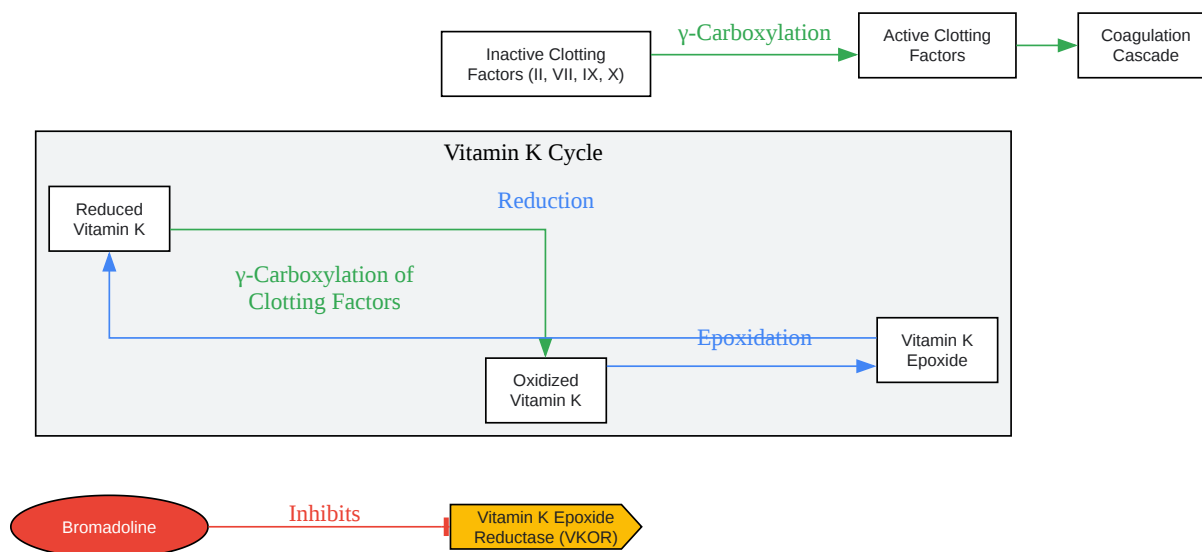 γ-Carboxylation
Inactive Clotting
Factors (II, VII, IX, X)
Active Clotting
Factors
Coagulation
Cascade
Vitamin K Cycle
Reduced
Vitamin K
Reduction
γ-Carboxylation of
Clotting Factors
Epoxidation
Vitamin K
Epoxide
Oxidized
Vitamin K
Bromadoline
Inhibits
Vitamin K Epoxide
Reductase (VKOR)